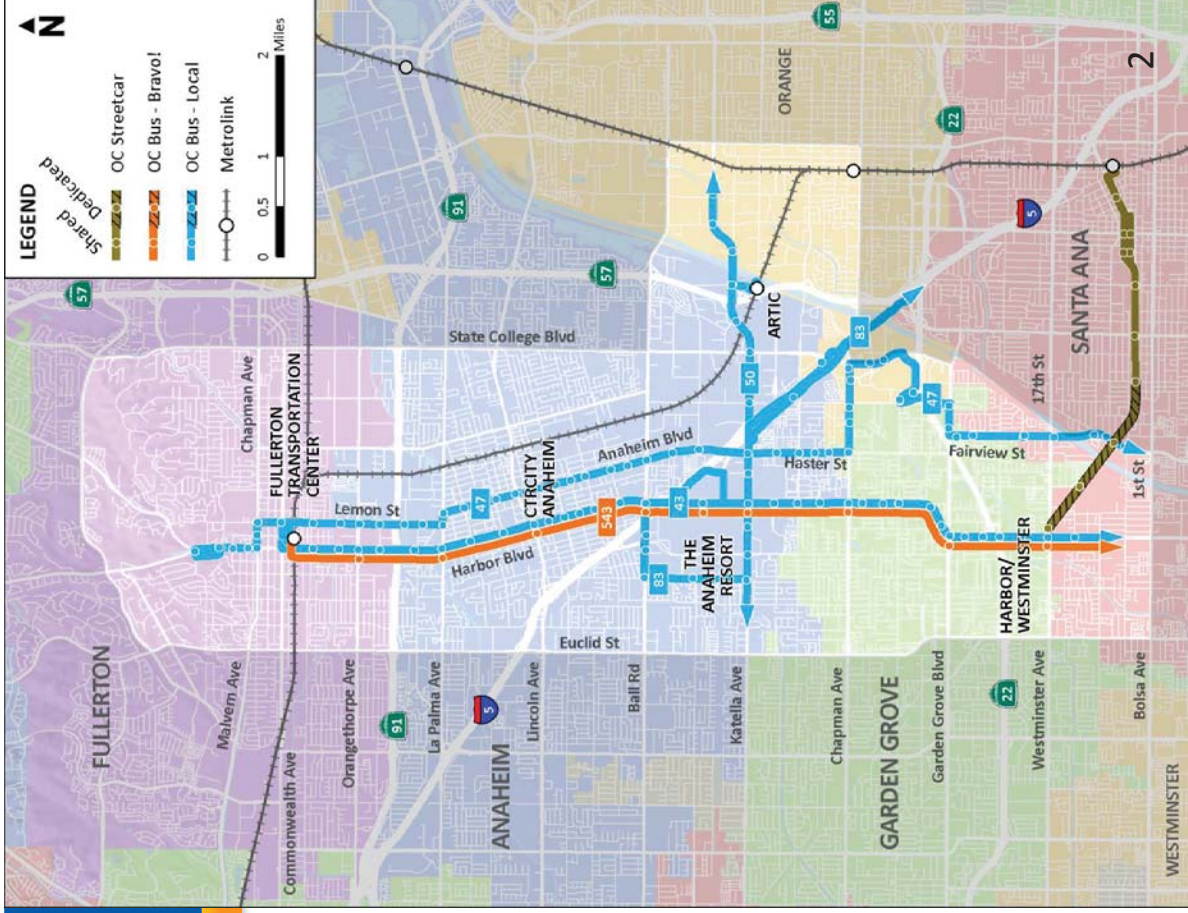 N
LEGEND
Shared
Dedicated
OC Streetcar
OC Bus - Bravo!
OC Bus - Local
Metrolink
0 0.5 1 2
Miles
57
91
57
55
22
5
91
5
22
FULLERTON
Malvern Ave
Commonwealth Ave
Orangethorpe Ave
La Palma Ave
Lincoln Ave
Ball Rd
Katella Ave
Chapman Ave
Garden Grove Blvd
Westminster Ave
Bolsa Ave
ANAHEIM
GARDEN GROVE
WESTMINSTER
Euclid St
Chapman Ave
FULLERTON
TRANSPORTATION
CENTER
Lemon St
Harbor Blvd
CTRCITY
ANAHEIM
Anaheim Blvd
State College Blvd
THE
ANAHEIM
RESORT
ARTIC
Haster St
Fairview St
HARBOR/
WESTMINSTER
17th St
1st St
SANTA ANA
ORANGE
47
543
43
83
50
83
47
2